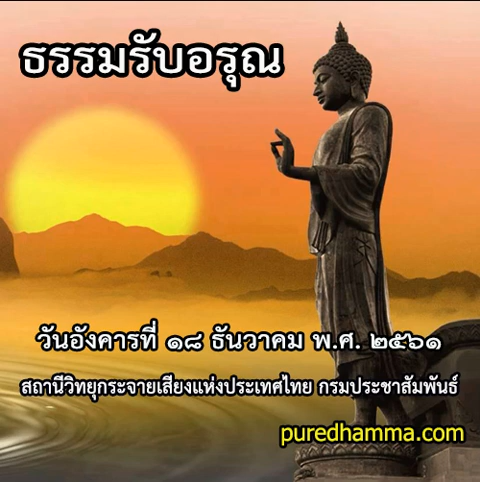 ธรรมรับอรุณ
วันอังคารที่ ๑๘ ธันวาคม พ.ศ. ๒๕๖๑
สถานีวิทยุกระจายเสียงแห่งประเทศไทย กรมประชาสัมพันธ์
puredhamma.com